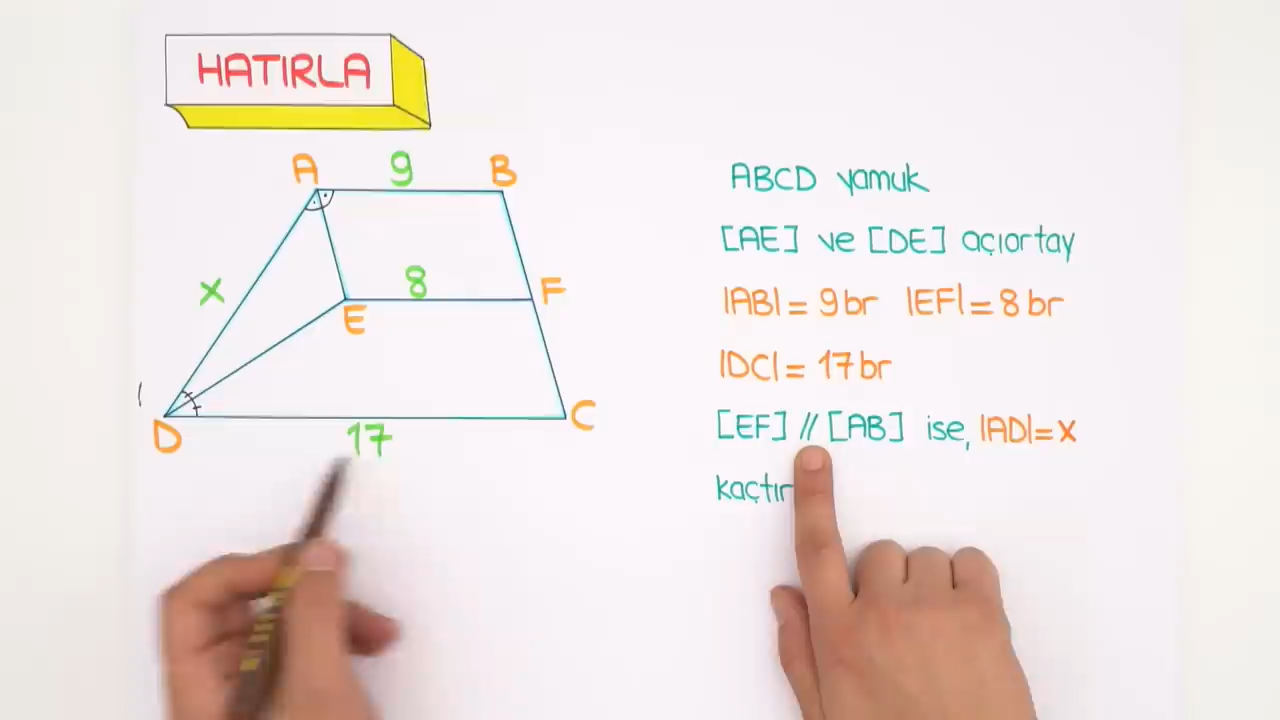 HATIRLA
A 9 B
x 8 F
E
D 17 C
ABCD yamuk
[AE] ve [DE] açıortay
|AB| = 9 br |EF| = 8 br
|DC| = 17 br
[EF] // [AB] ise, |AD| = x
kaçtır